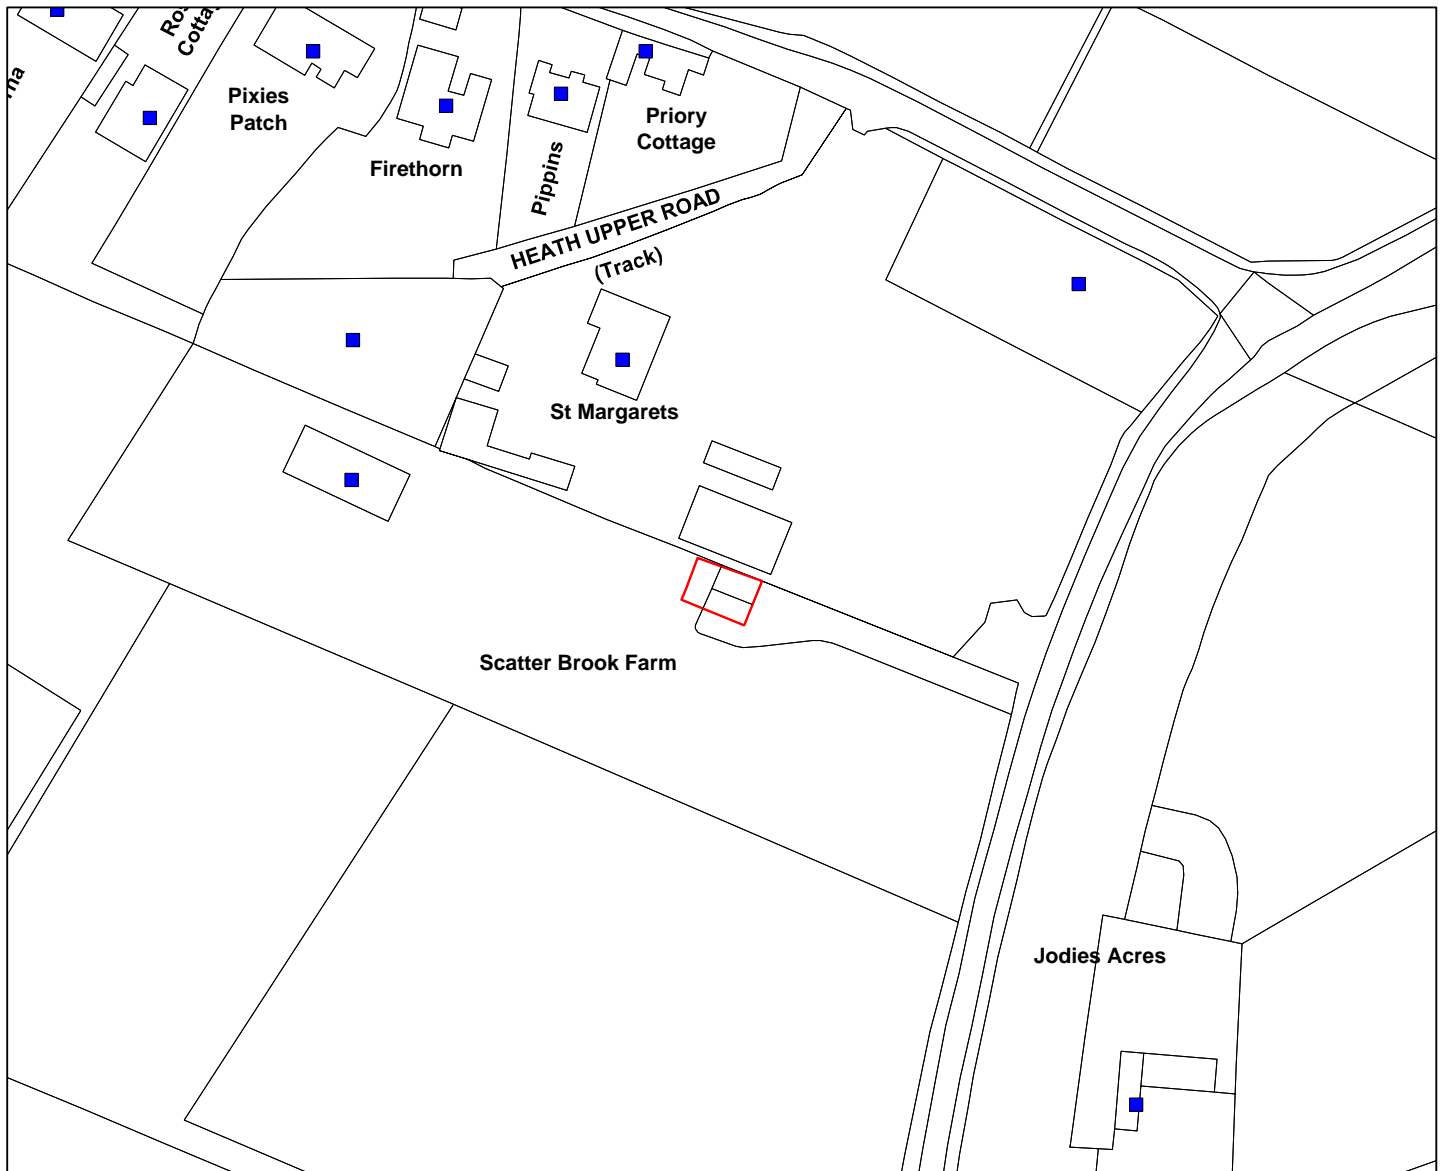 Pixies
Patch
Firethorn
Pippins
Priory
Cottage
HEATH UPPER ROAD
(Track)
St Margarets
Scatter Brook Farm
Jodies Acres